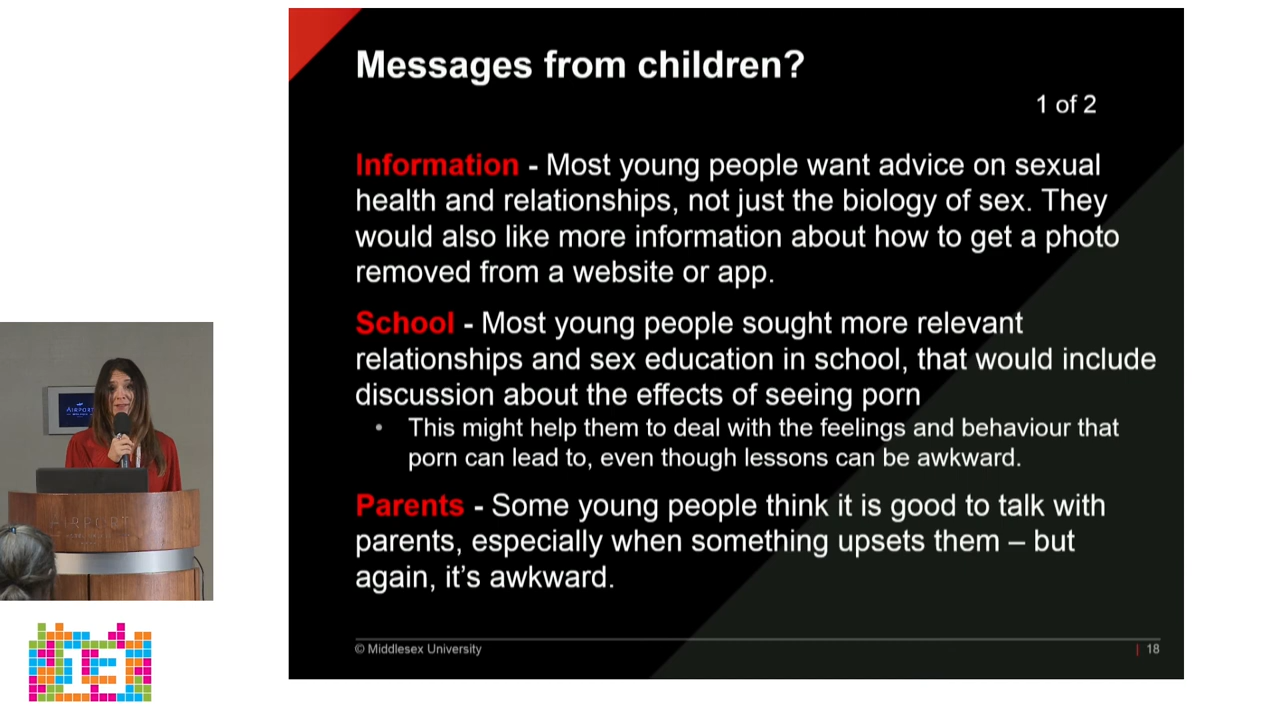 Messages from children?
1 of 2
Information - Most young people want advice on sexual
health and relationships, not just the biology of sex. They
would also like more information about how to get a photo
removed from a website or app.
School - Most young people sought more relevant
relationships and sex education in school, that would include
discussion about the effects of seeing porn
• This might help them to deal with the feelings and behaviour that
porn can lead to, even though lessons can be awkward.
Parents - Some young people think it is good to talk with
parents, especially when something upsets them – but
again, it's awkward.
© Middlesex University
| 18
AIRPORT
AIRPORT